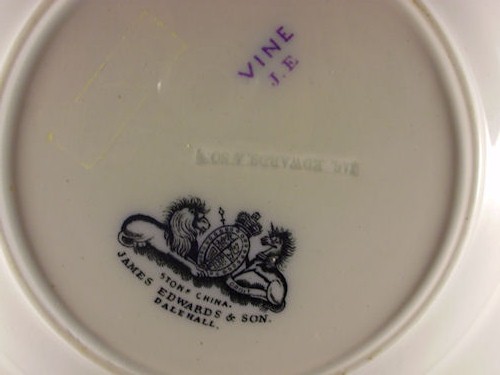 VINE
J.E
STONE CHINA.
JAMES EDWARDS & SON.
DALEHALL.